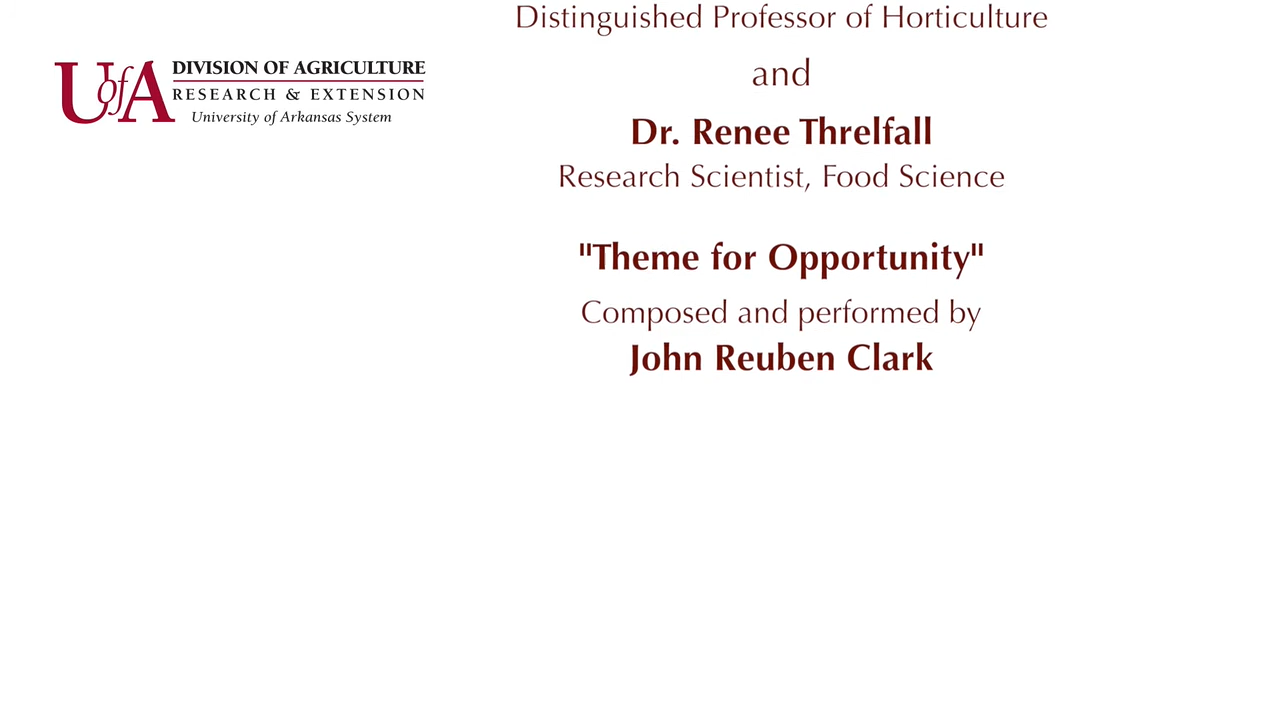 UofA
DIVISION OF AGRICULTURE
RESEARCH & EXTENSION
University of Arkansas System
Distinguished Professor of Horticulture
and
Dr. Renee Threlfall
Research Scientist, Food Science
"Theme for Opportunity"
Composed and performed by
John Reuben Clark